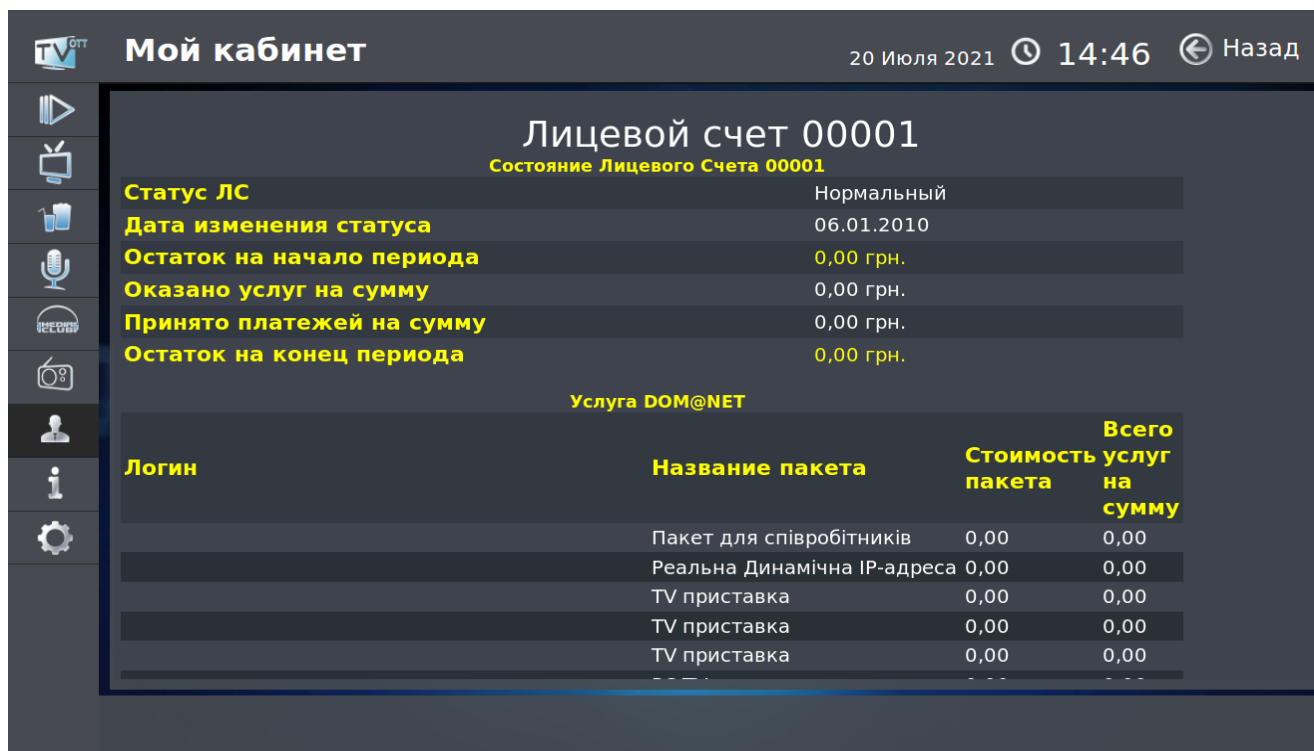 TV OTT
Мой кабинет
20 Июля 2021 14:46 Назад
Лицевой счет 00001
Состояние Лицевого Счета 00001
Статус ЛС Нормальный
Дата изменения статуса 06.01.2010
Остаток на начало периода 0,00 грн.
Оказано услуг на сумму 0,00 грн.
Принято платежей на сумму 0,00 грн.
Остаток на конец периода 0,00 грн.
MEDIAS
CLUB
Услуга DOM@NET
Логин Название пакета Стоимость пакета Всего услуг на сумму
Пакет для співробітників 0,00 0,00
Реальна Динамічна IP-адреса 0,00 0,00
TV приставка 0,00 0,00
TV приставка 0,00 0,00
TV приставка 0,00 0,00